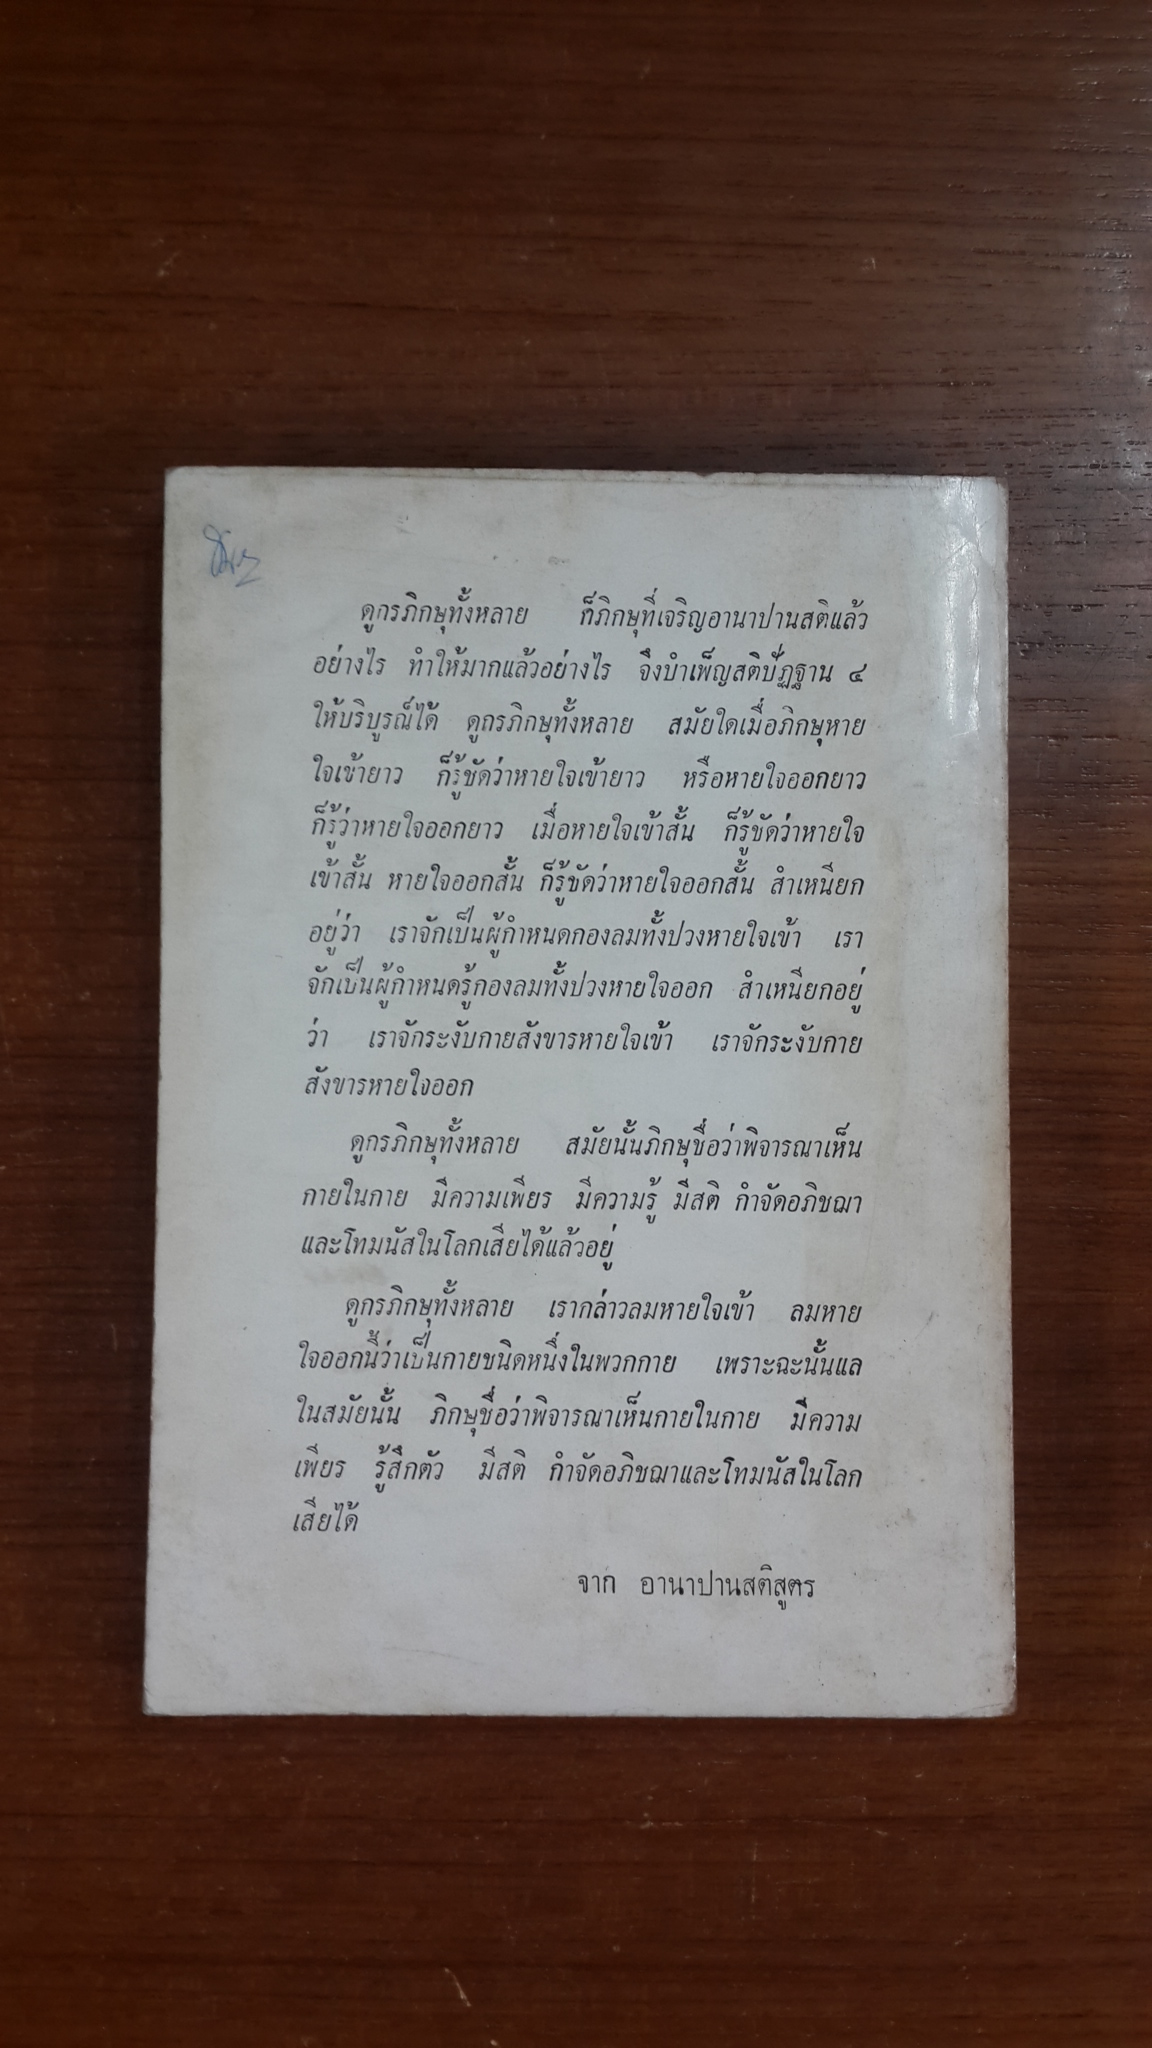 ดูกรภิกษุทั้งหลาย ก็ภิกษุที่เจริญอานาปานสติแล้ว
อย่างไร ทำให้มากแล้วอย่างไร จึงบำเพ็ญสติปัฏฐาน ๔
ให้บริบูรณ์ได้ ดูกรภิกษุทั้งหลาย สมัยใดเมื่อภิกษุหาย
ใจเข้ายาว ก็รู้ชัดว่าหายใจเข้ายาว หรือหายใจออกยาว
ก็รู้ว่าหายใจออกยาว เมื่อหายใจเข้าสั้น ก็รู้ชัดว่าหายใจ
เข้าสั้น หายใจออกสั้น ก็รู้ชัดว่าหายใจออกสั้น สำเหนียก
อยู่ว่า เราจักเป็นผู้กำหนดกองลมทั้งปวงหายใจเข้า เรา
จักเป็นผู้กำหนดรู้กองลมทั้งปวงหายใจออก สำเหนียกอยู่
ว่า เราจักระงับกายสังขารหายใจเข้า เราจักระงับกาย
สังขารหายใจออก
ดูกรภิกษุทั้งหลาย สมัยนั้นภิกษุชื่อว่าพิจารณาเห็น
กายในกาย มีความเพียร มีความรู้ มีสติ กำจัดอภิชฌา
และโทมนัสในโลกเสียได้แล้วอยู่
ดูกรภิกษุทั้งหลาย เรากล่าวลมหายใจเข้า ลมหาย
ใจออกนี้ว่าเป็นกายชนิดหนึ่งในพวกกาย เพราะฉะนั้นแล
ในสมัยนั้น ภิกษุชื่อว่าพิจารณาเห็นกายในกาย มีความ
เพียร รู้สึกตัว มีสติ กำจัดอภิชฌาและโทมนัสในโลก
เสียได้
จาก อานาปานสติสูตร